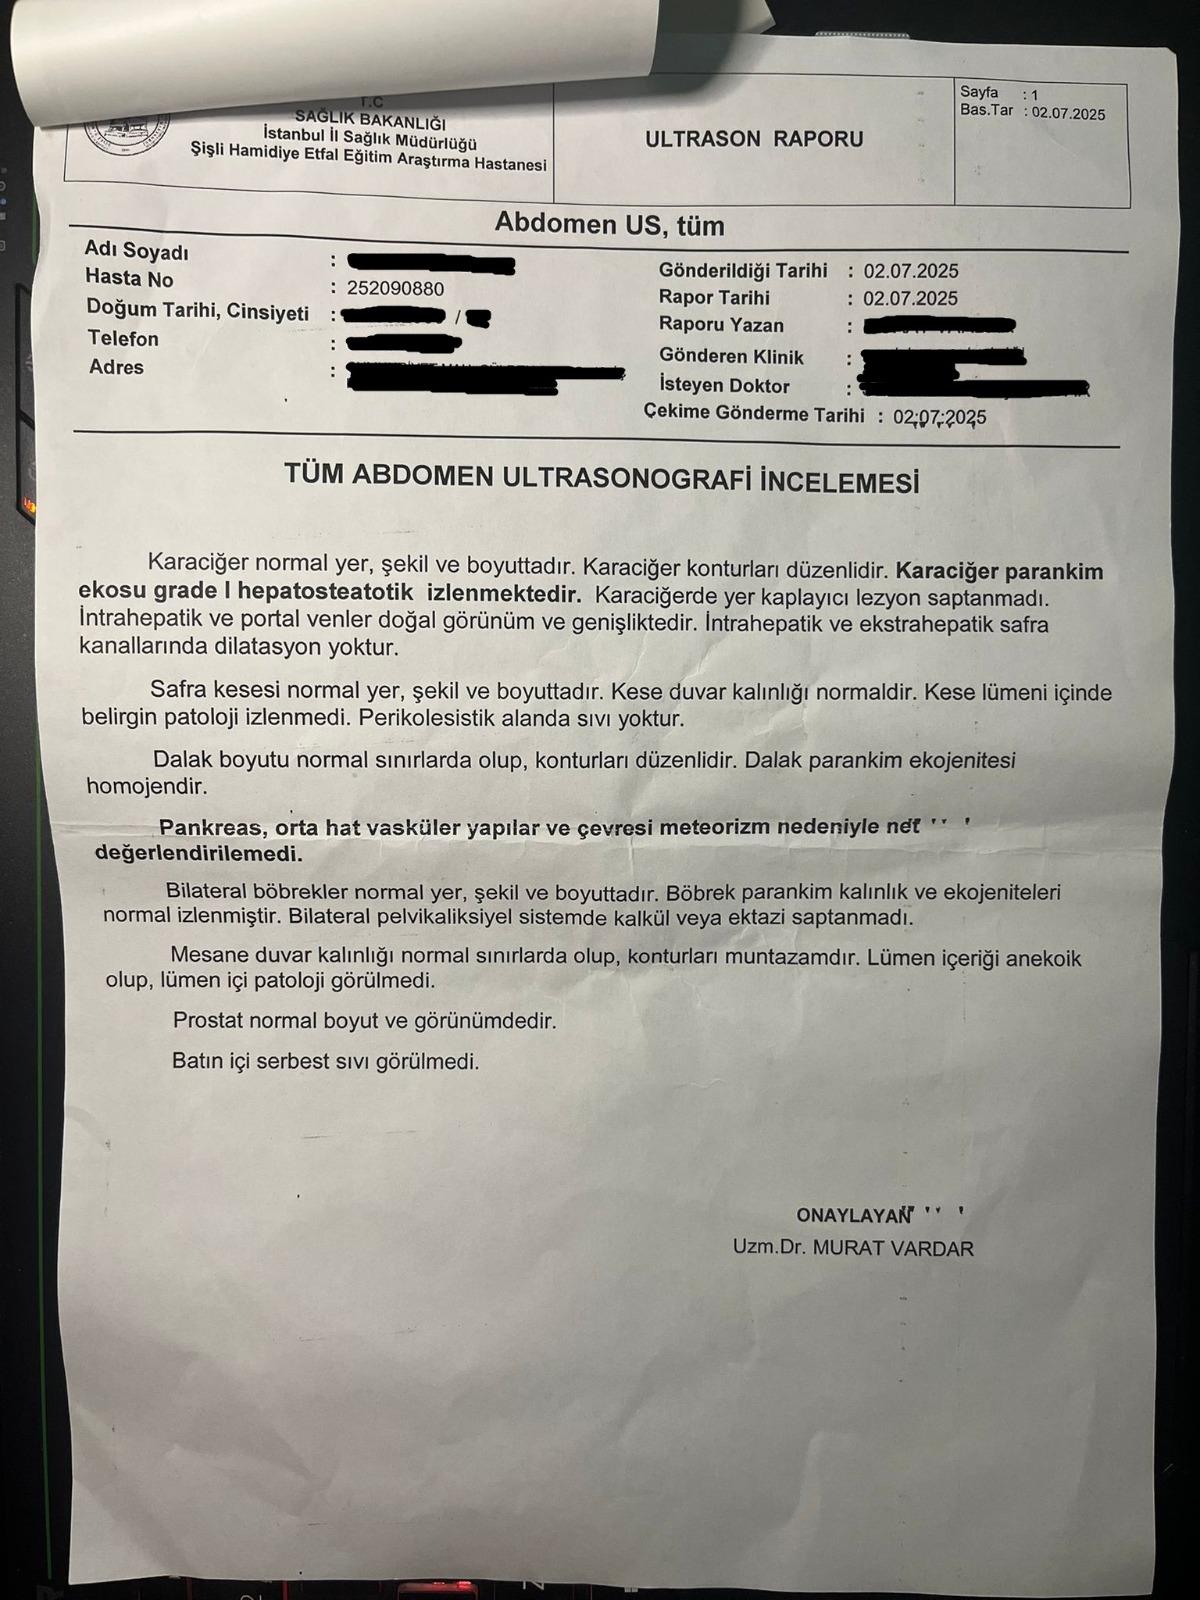 T.C
SAĞLIK BAKANLIĞI
İstanbul İl Sağlık Müdürlüğü
Şişli Hamidiye Etfal Eğitim Araştırma Hastanesi
ULTRASON RAPORU
Sayfa : 1
Bas.Tar : 02.07.2025
Abdomen US, tüm
Adı Soyadı :
Hasta No : 252090880
Doğum Tarihi, Cinsiyeti : /
Telefon :
Adres :
Gönderildiği Tarihi : 02.07.2025
Rapor Tarihi : 02.07.2025
Raporu Yazan :
Gönderen Klinik :
İsteyen Doktor :
Çekime Gönderme Tarihi : 02.07.2025
TÜM ABDOMEN ULTRASONOGRAFİ İNCELEMESİ
Karaciğer normal yer, şekil ve boyuttadır. Karaciğer konturları düzenlidir. Karaciğer parankim
ekosu grade I hepatosteatotik izlenmektedir. Karaciğerde yer kaplayıcı lezyon saptanmadı.
İntrahepatik ve portal venler doğal görünüm ve genişliktedir. İntrahepatik ve ekstrahepatik safra
kanallarında dilatasyon yoktur.
Safra kesesi normal yer, şekil ve boyuttadır. Kese duvar kalınlığı normaldir. Kese lümeni içinde
belirgin patoloji izlenmedi. Perikolesistik alanda sıvı yoktur.
Dalak boyutu normal sınırlarda olup, konturları düzenlidir. Dalak parankim ekojenitesi
homojendir.
Pankreas, orta hat vasküler yapılar ve çevresi meteorizm nedeniyle net
değerlendirilemedi.
Bilateral böbrekler normal yer, şekil ve boyuttadır. Böbrek parankim kalınlık ve ekojeniteleri
normal izlenmiştir. Bilateral pelvikaliksiyel sistemde kalkül veya ektazi saptanmadı.
Mesane duvar kalınlığı normal sınırlarda olup, konturları muntazamdır. Lümen içeriği anekoik
olup, lümen içi patoloji görülmedi.
Prostat normal boyut ve görünümdedir.
Batın içi serbest sıvı görülmedi.
ONAYLAYAN
Uzm.Dr. MURAT VARDAR